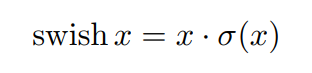 swish x = x · σ(x)